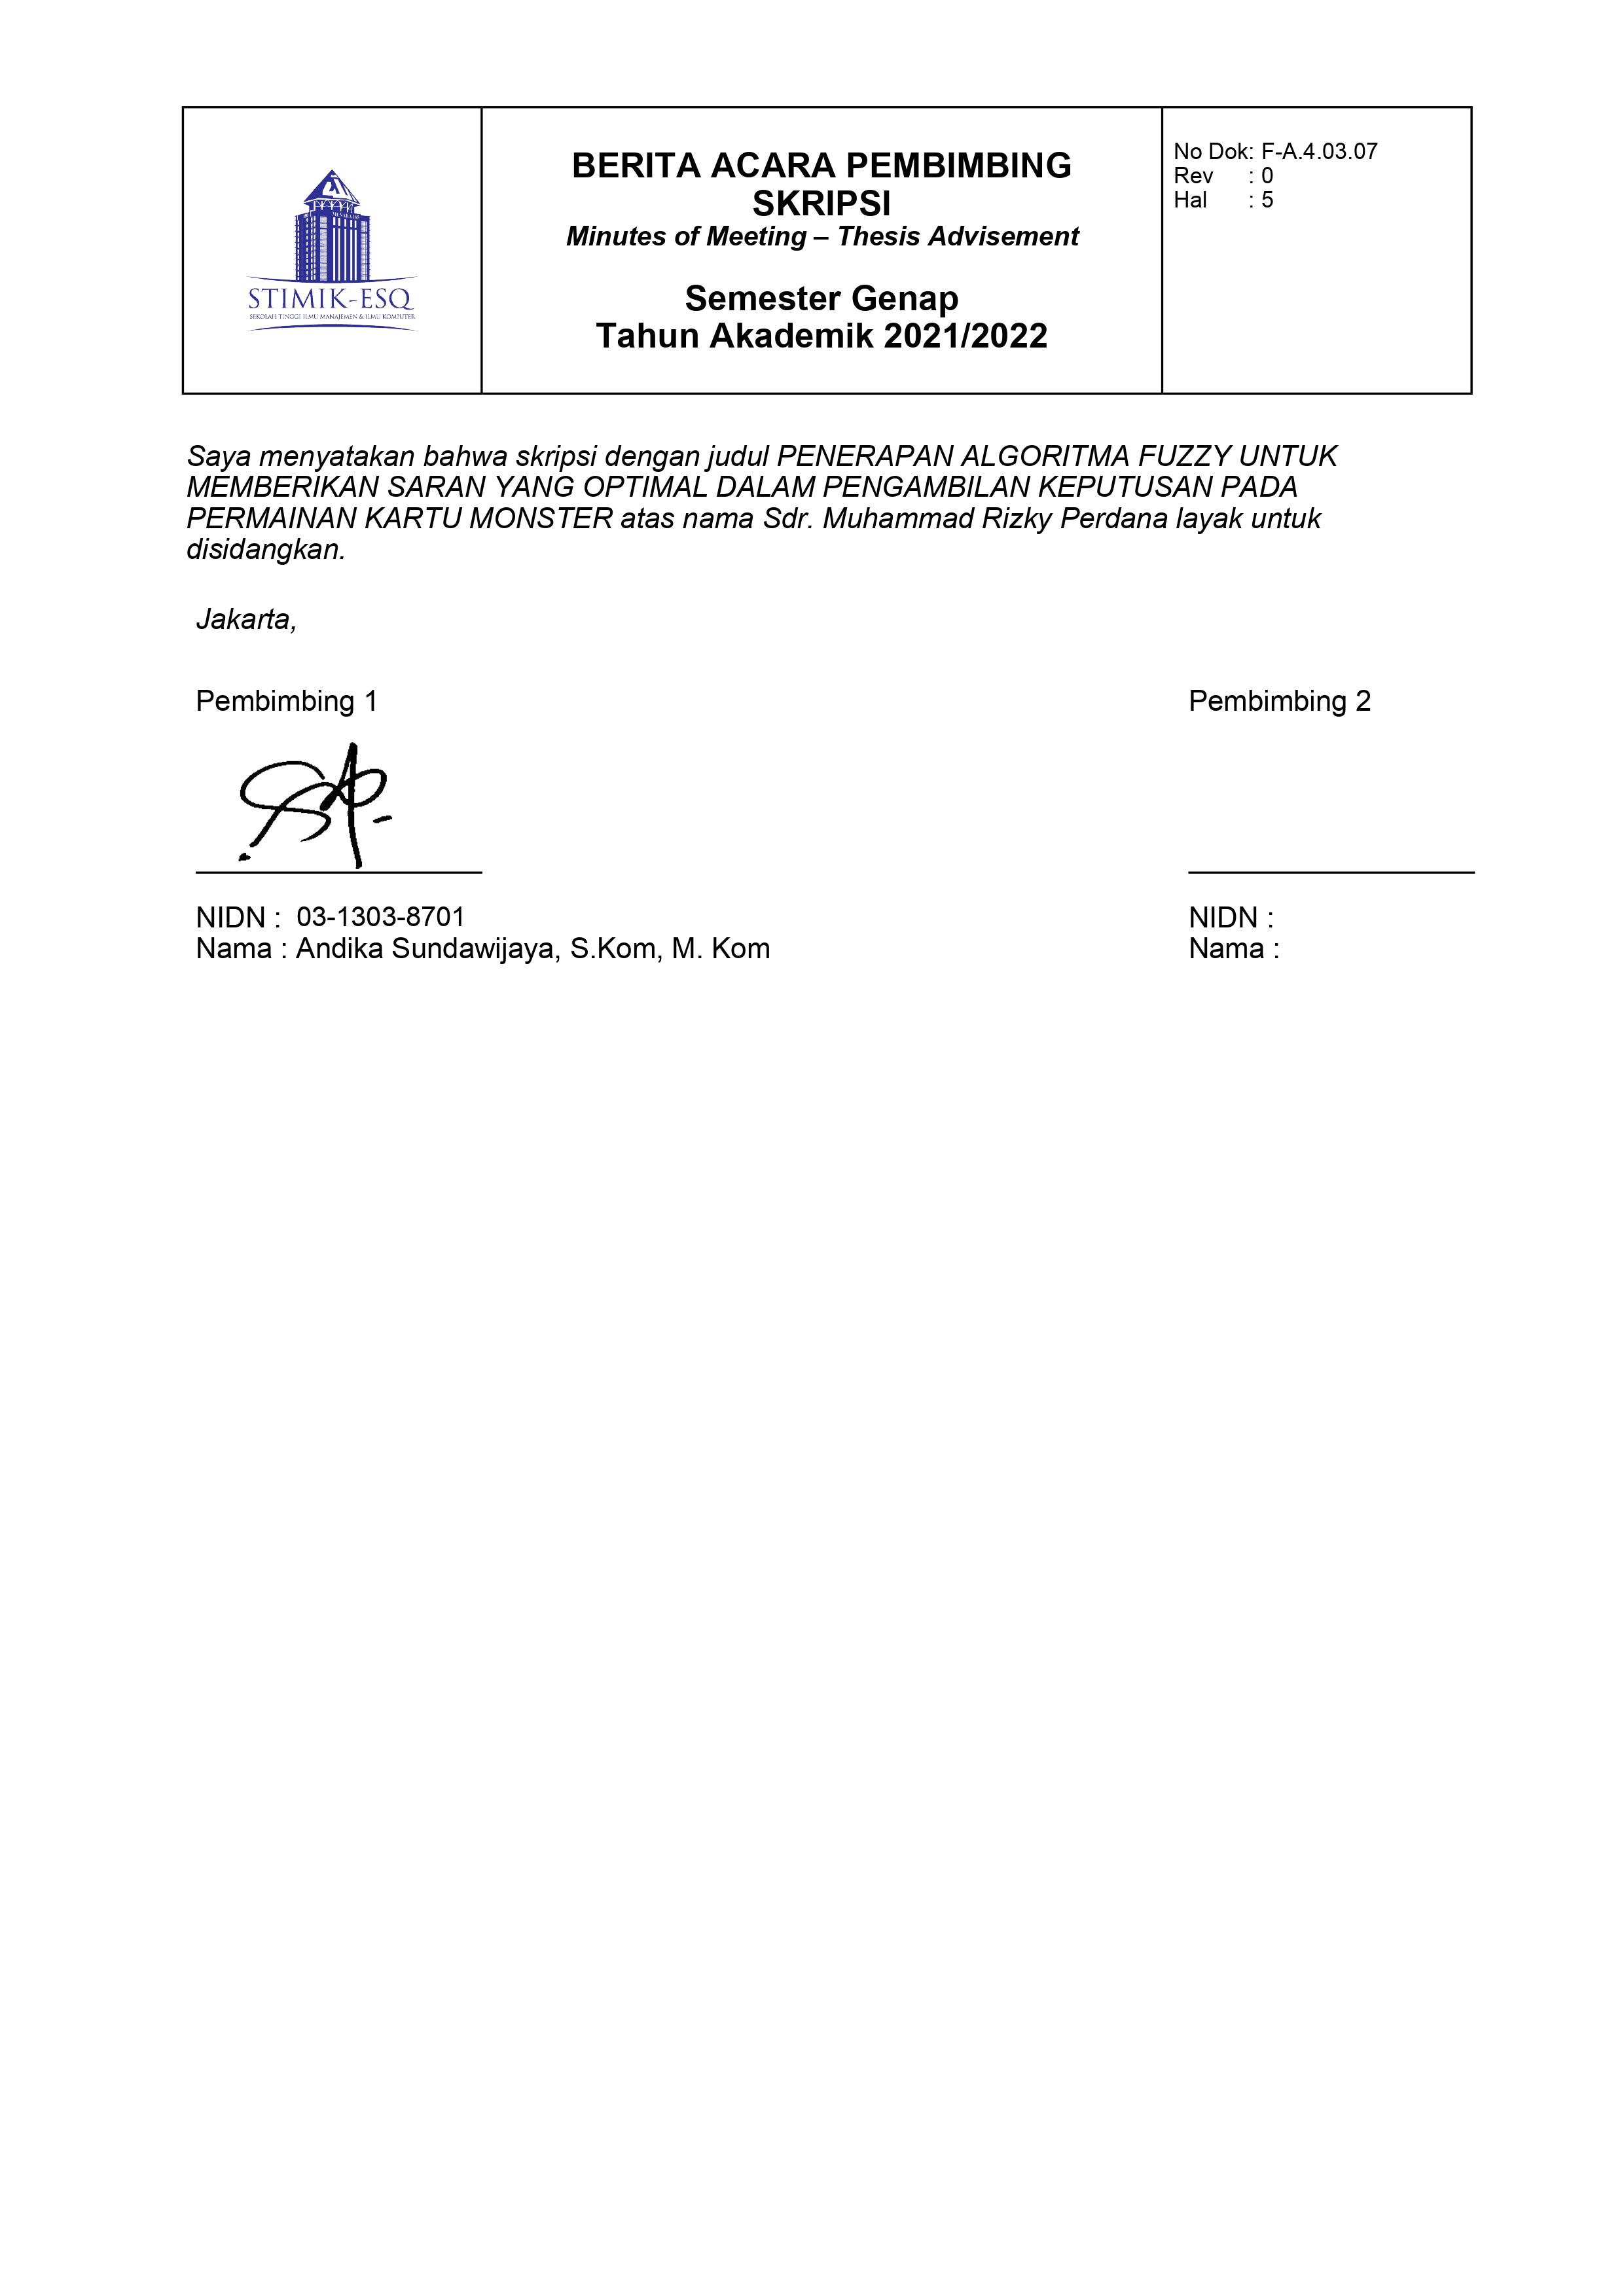 MENARA 165
STIMIK-ESQ
SEKOLAH TINGGI ILMU MANAJEMEN & ILMU KOMPUTER
BERITA ACARA PEMBIMBING
SKRIPSI
Minutes of Meeting – Thesis Advisement
Semester Genap
Tahun Akademik 2021/2022
No Dok: F-A.4.03.07
Rev : 0
Hal : 5
Saya menyatakan bahwa skripsi dengan judul PENERAPAN ALGORITMA FUZZY UNTUK
MEMBERIKAN SARAN YANG OPTIMAL DALAM PENGAMBILAN KEPUTUSAN PADA
PERMAINAN KARTU MONSTER atas nama Sdr. Muhammad Rizky Perdana layak untuk
disidangkan.
Jakarta,
Pembimbing 1
NIDN : 03-1303-8701
Nama : Andika Sundawijaya, S.Kom, M. Kom
Pembimbing 2
NIDN :
Nama :